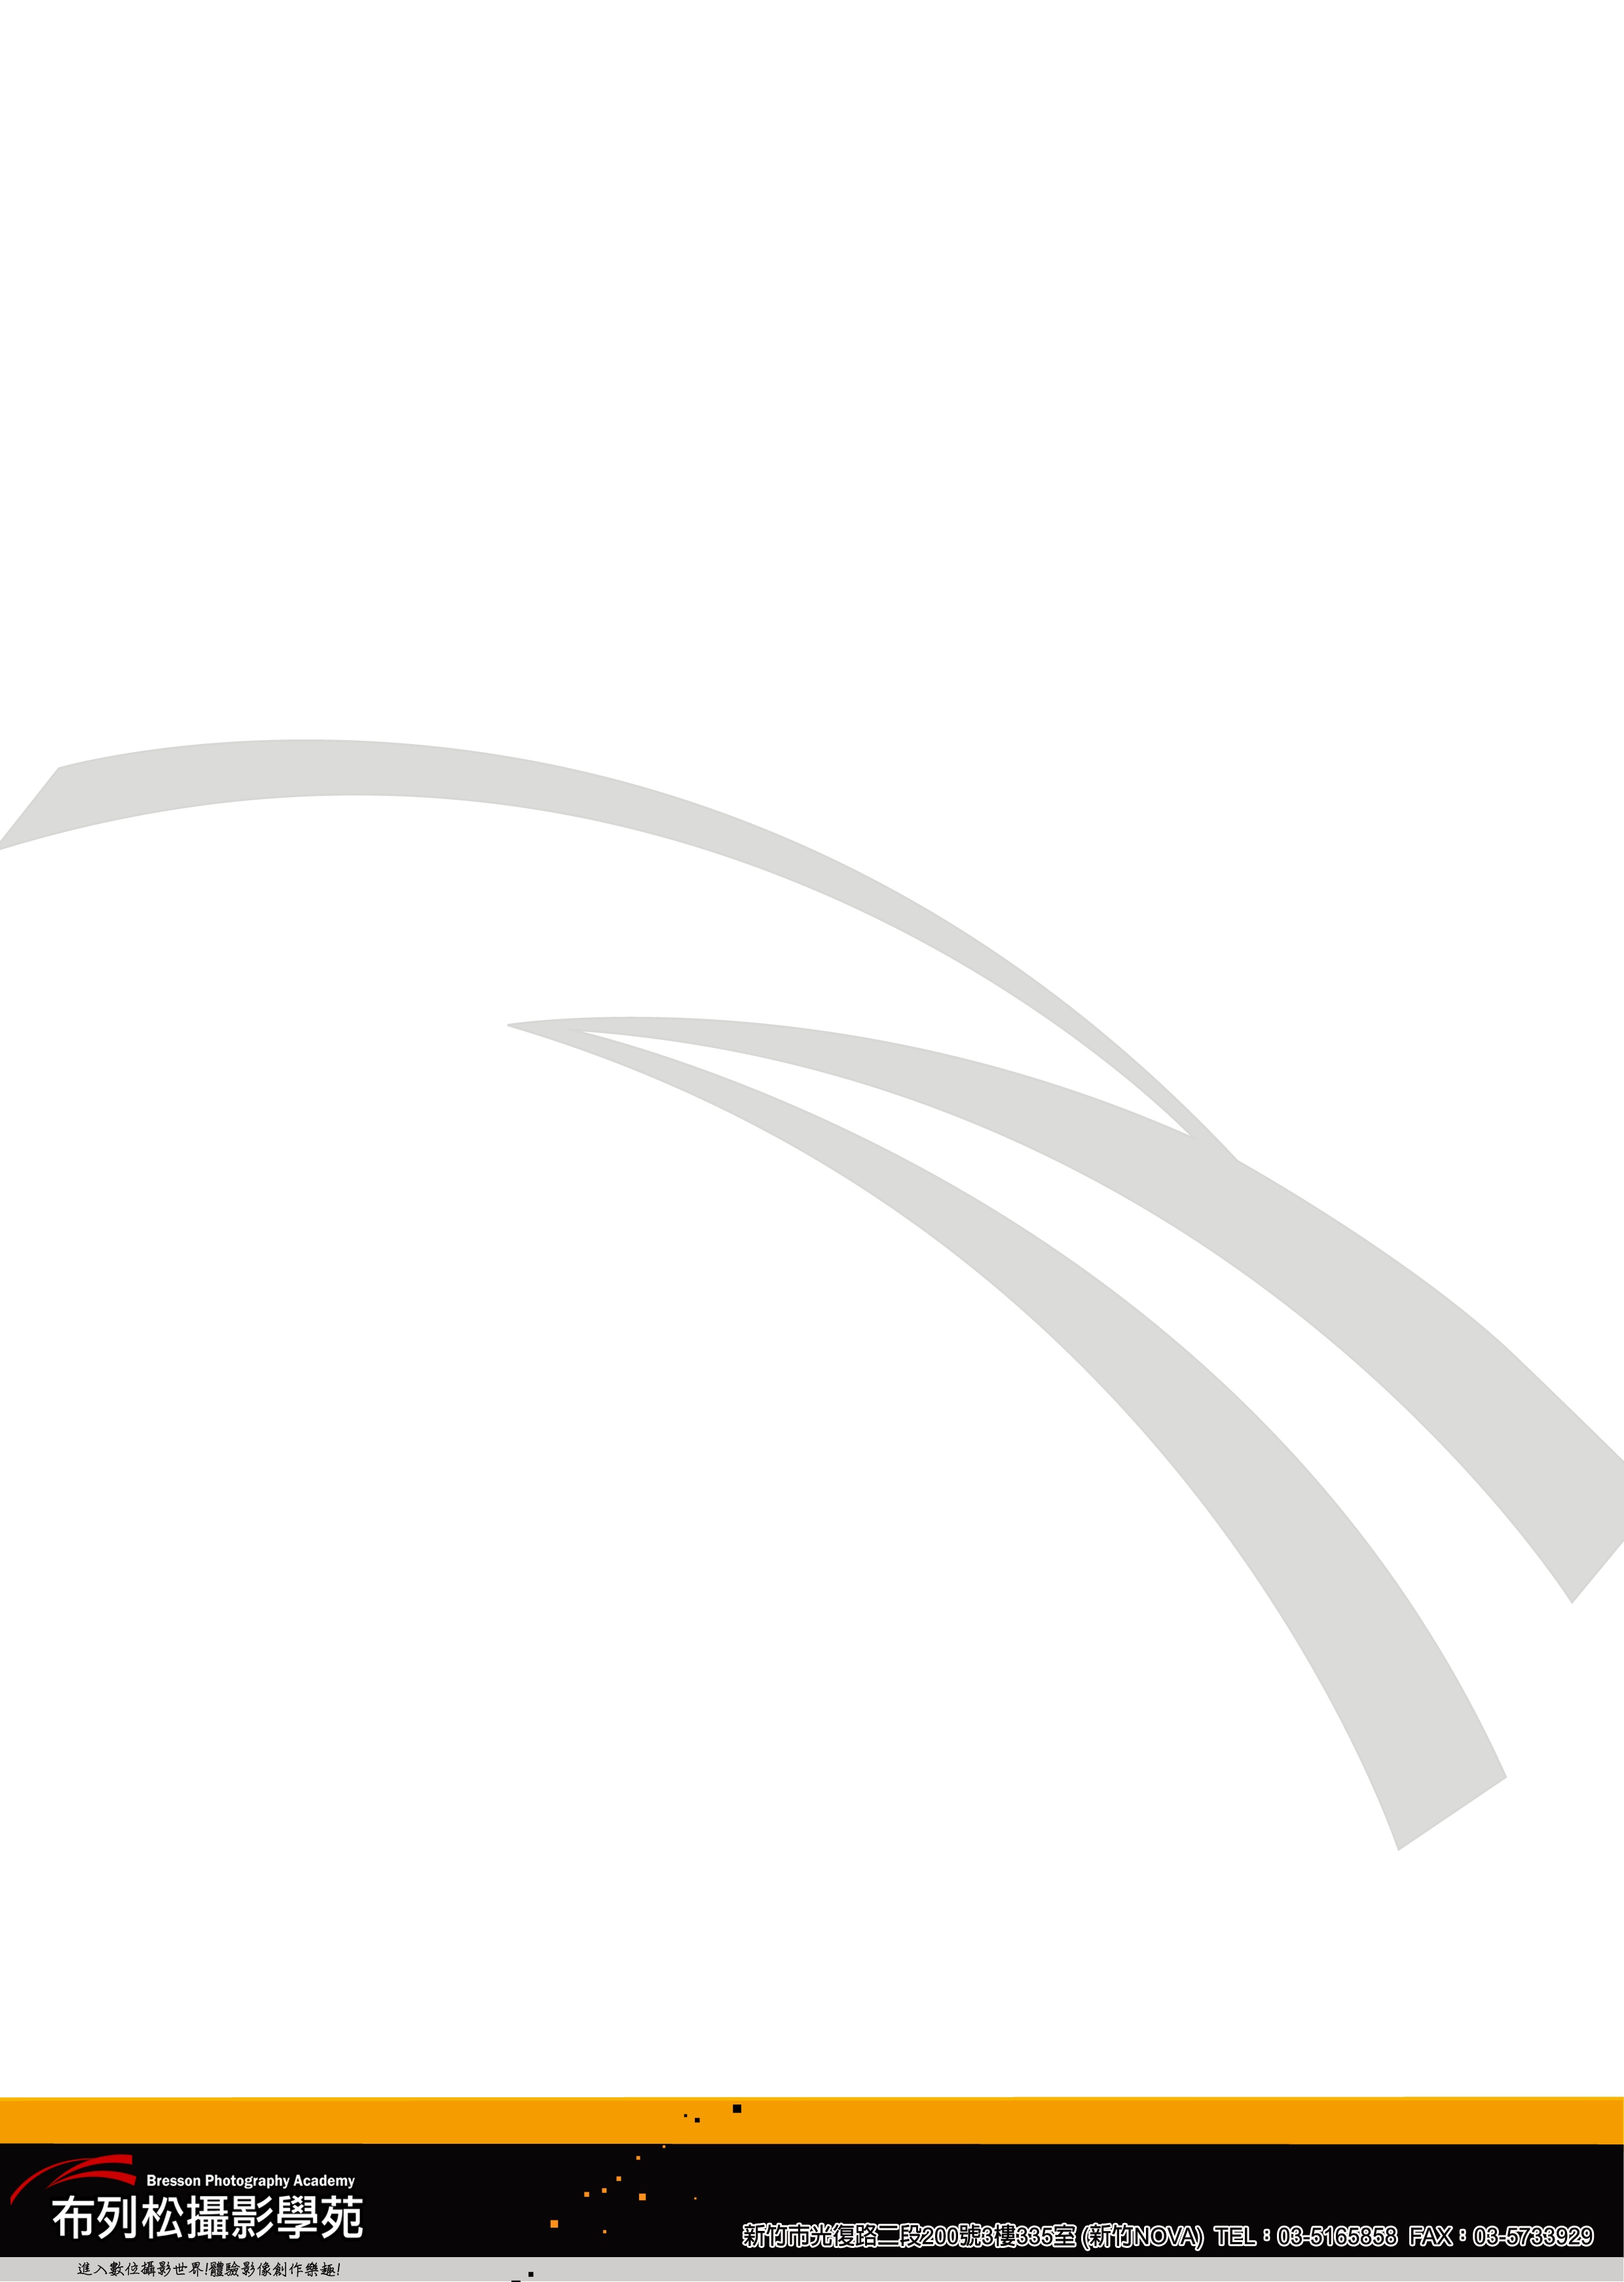 Bresson Photography Academy
布列松攝影學苑
新竹市光復路二段200號3樓335室 (新竹NOVA) TEL：03-5165858 FAX：03-5733929
進入數位攝影世界!體驗影像創作樂趣!